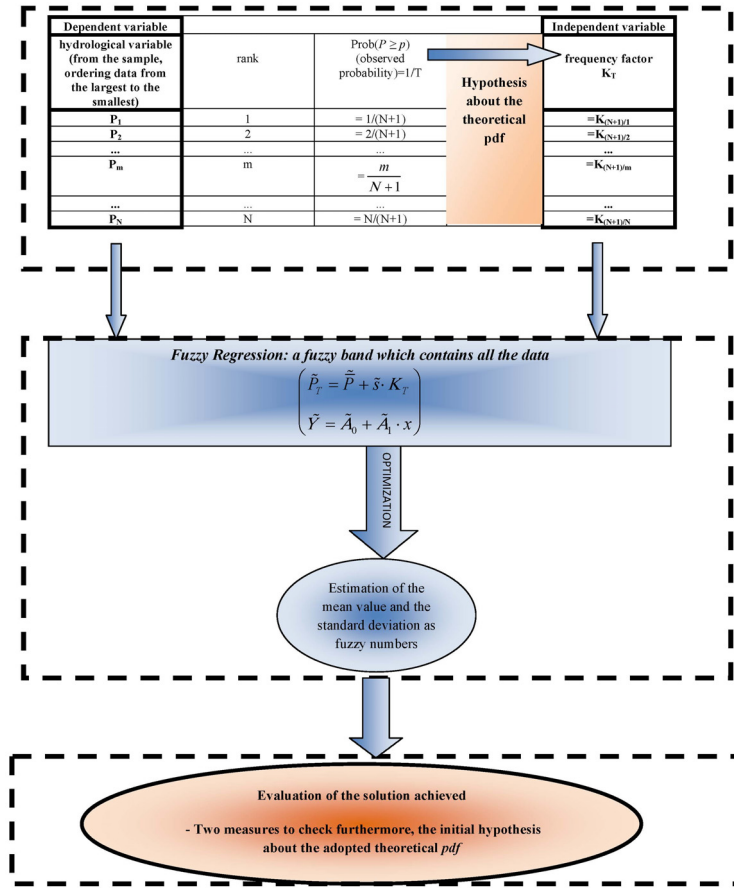 Dependent variable
Independent variable
hydrological variable
(from the sample,
ordering data from
the largest to the
smallest)
rank
Prob(P ≥ p)
(observed
probability)=1/T
Hypothesis
about the
theoretical
pdf
frequency factor
K_T
P_1 1 = 1/(N+1) =K_(N+1)/1
P_2 2 = 2/(N+1) =K_(N+1)/2
... ... ... ...
P_m m = m/(N+1) =K_(N+1)/m
... ... ... ...
P_N N = N/(N+1) =K_(N+1)/N
Fuzzy Regression: a fuzzy band which contains all the data
P̃_T = P̄̃ + s̃ · K_T
Ỹ = Ã_0 + Ã_1 · x
OPTIMIZATION
Estimation of the
mean value and the
standard deviation as
fuzzy numbers
Evaluation of the solution achieved
- Two measures to check furthermore, the initial hypothesis
about the adopted theoretical pdf